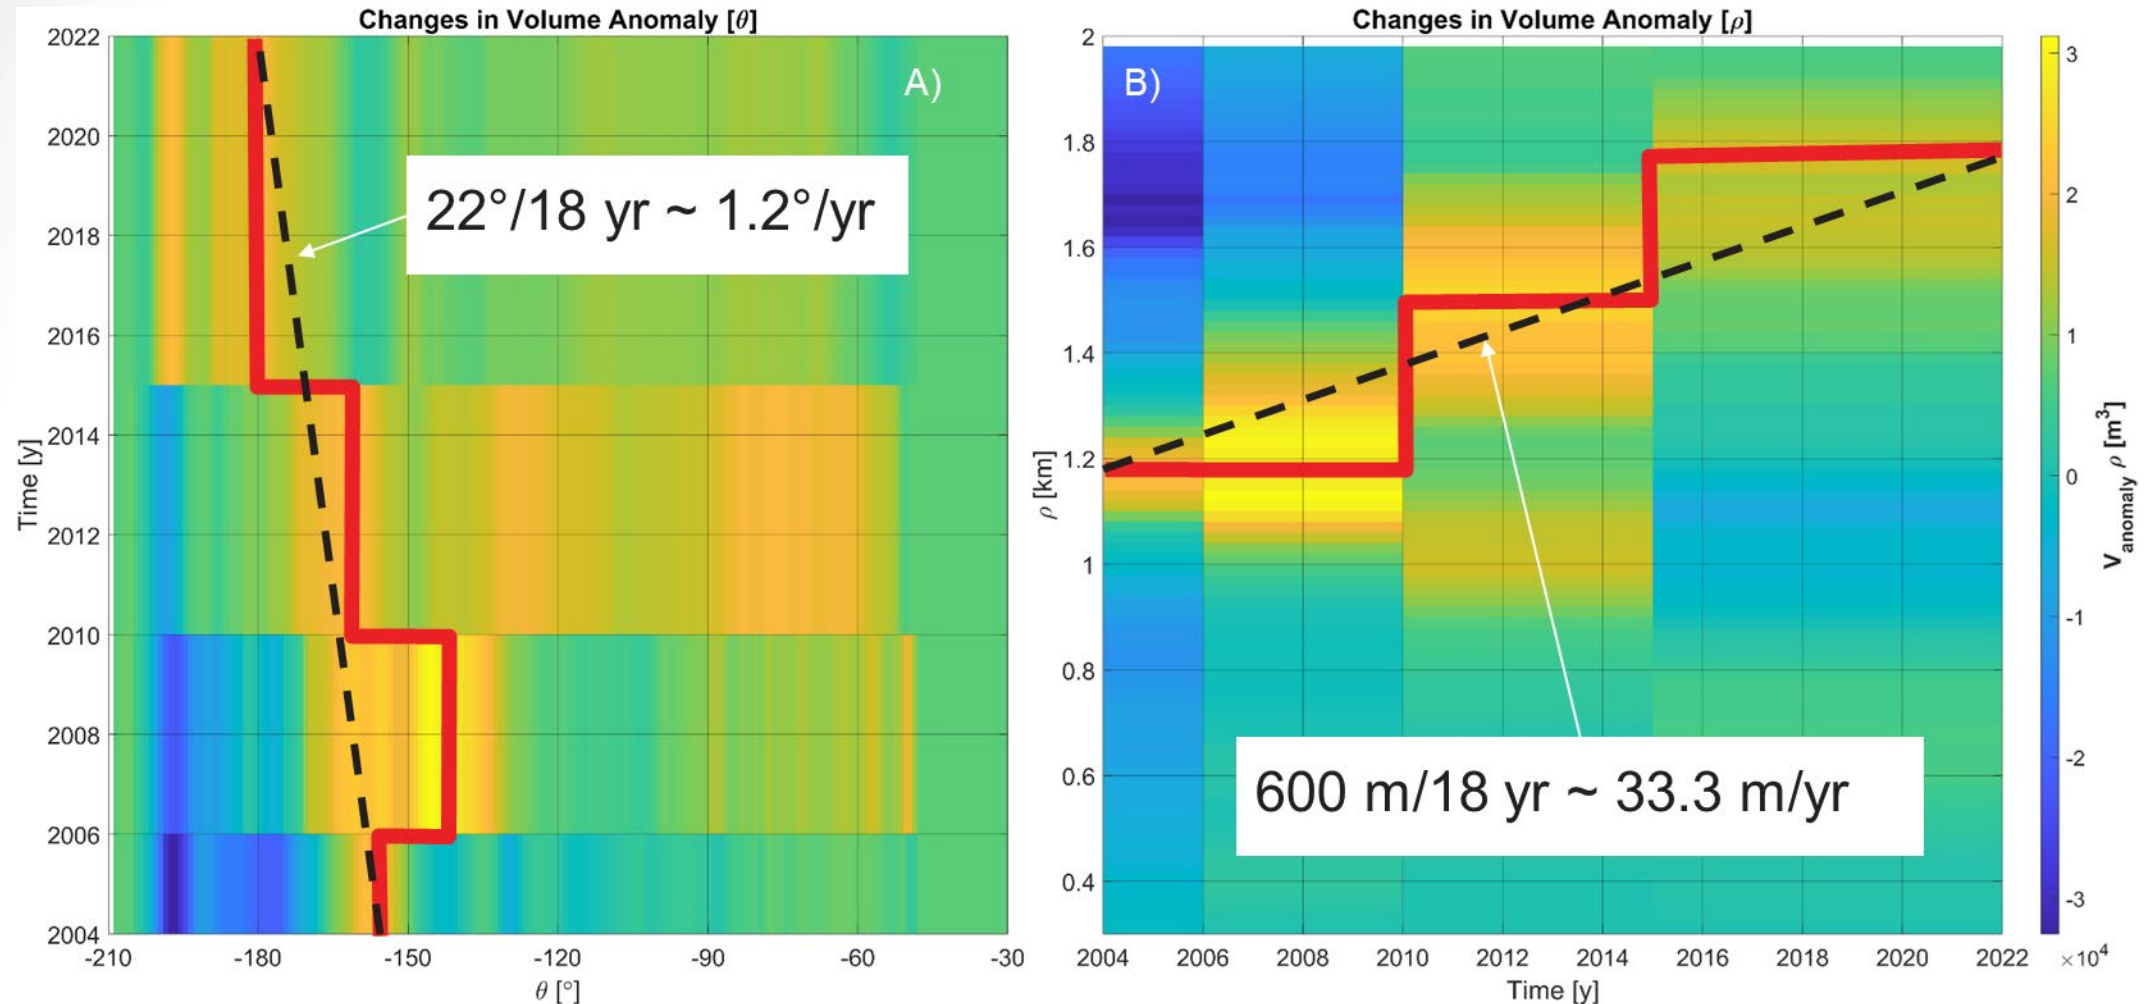 Changes in Volume Anomaly [θ]
A)
22°/18 yr ~ 1.2°/yr
2022
2020
2018
2016
2014
2012
2010
2008
2006
2004
Time [y]
-210 -180 -150 -120 -90 -60 -30
θ [°]
Changes in Volume Anomaly [ρ]
B)
600 m/18 yr ~ 33.3 m/yr
2
1.8
1.6
1.4
1.2
1
0.8
0.6
0.4
ρ [km]
2004 2006 2008 2010 2012 2014 2016 2018 2020 2022
Time [y]
3
2
1
0
-1
-2
-3
×10⁴
V_anomaly ρ [m³]